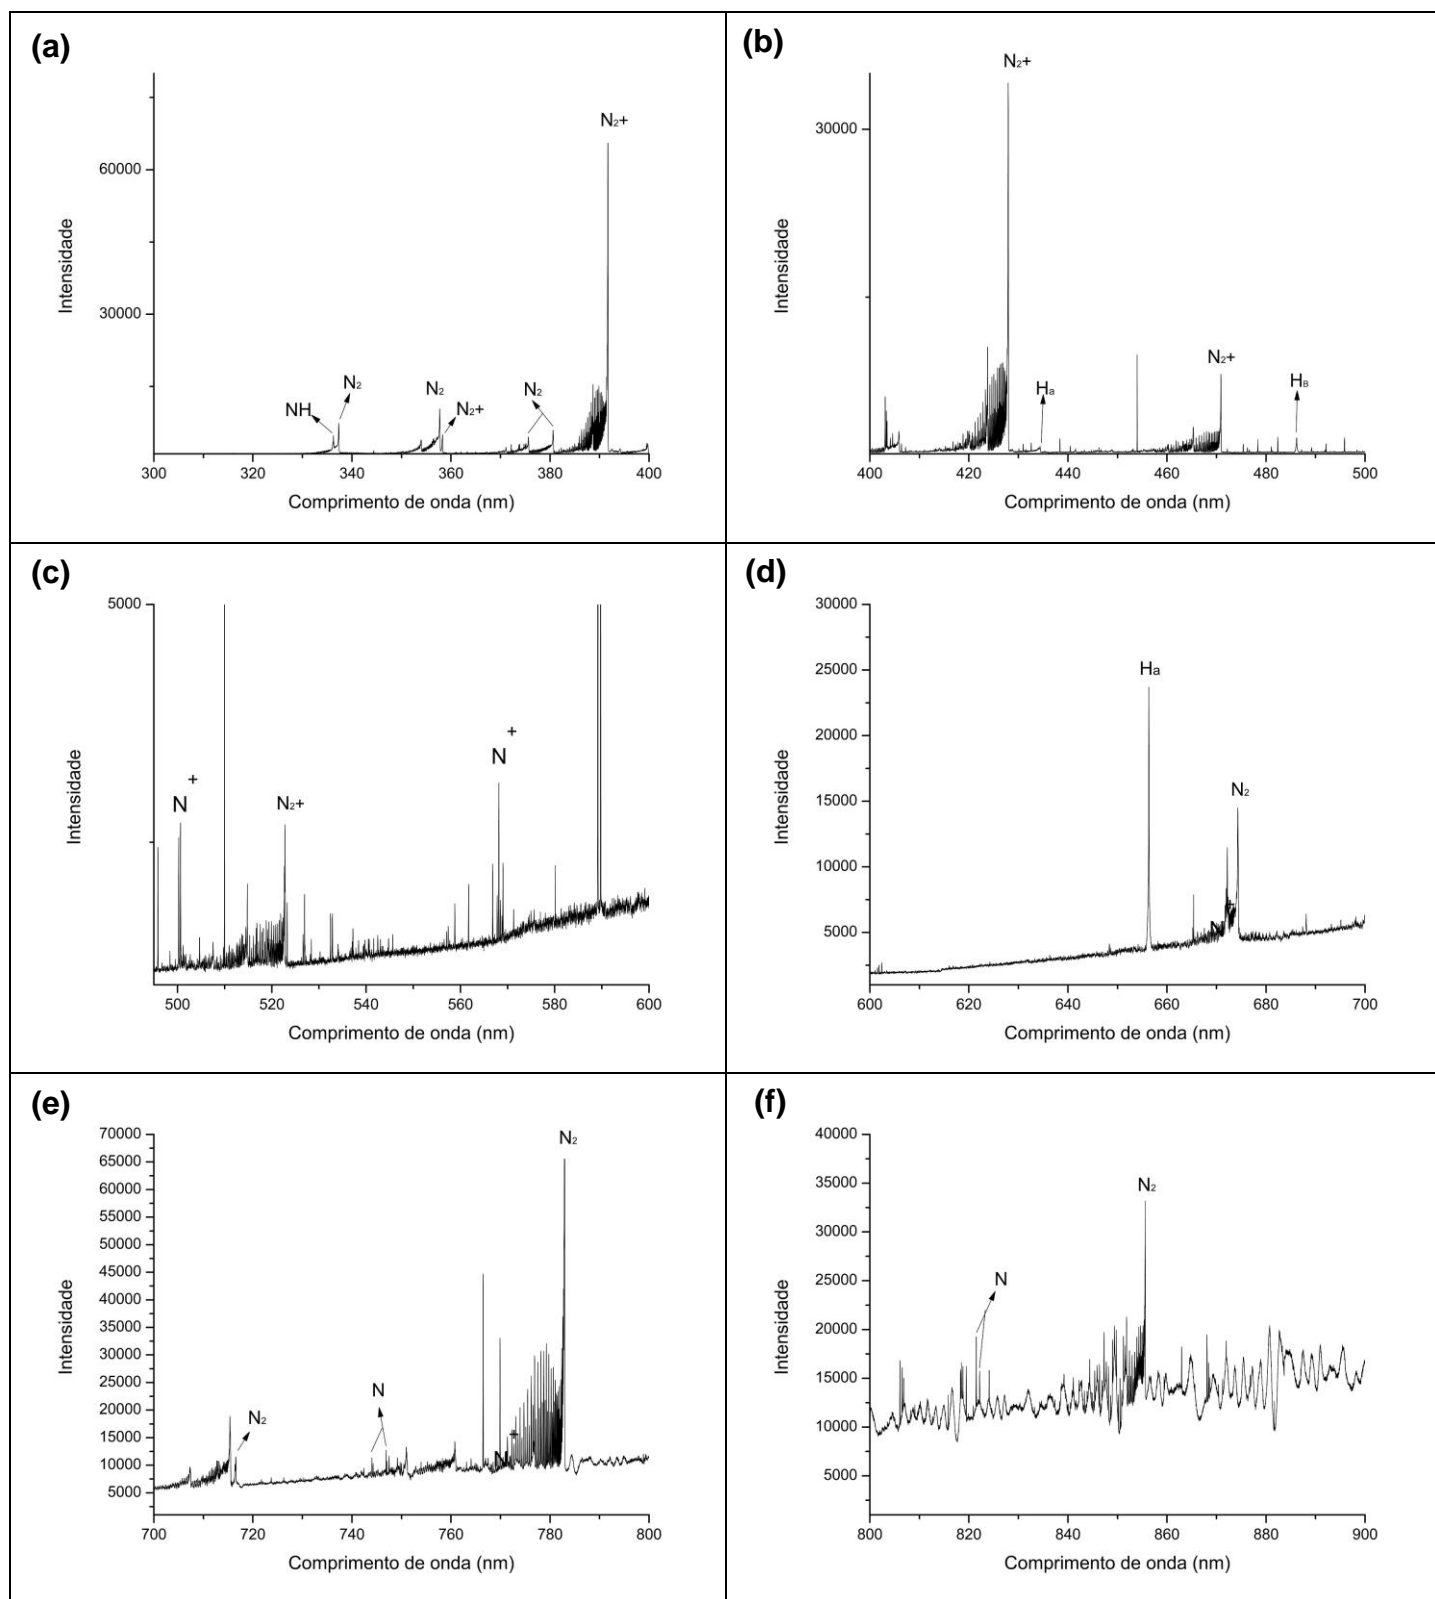 (a)
N₂+
60000
Intensidade
30000
NH
N₂
N₂
N₂+
N₂
300 320 340 360 380 400
Comprimento de onda (nm)
(b)
N₂+
30000
Intensidade
Ha
N₂+
HB
400 420 440 460 480 500
Comprimento de onda (nm)
(c)
5000
Intensidade
N+
N₂+
N+
500 520 540 560 580 600
Comprimento de onda (nm)
(d)
30000
25000
20000
15000
10000
5000
Intensidade
Ha
N₂
N+
600 620 640 660 680 700
Comprimento de onda (nm)
(e)
70000
65000
60000
55000
50000
45000
40000
35000
30000
25000
20000
15000
10000
5000
Intensidade
N₂
N₂
N
N+
700 720 740 760 780 800
Comprimento de onda (nm)
(f)
40000
35000
30000
25000
20000
15000
10000
5000
Intensidade
N₂
N
800 820 840 860 880 900
Comprimento de onda (nm)